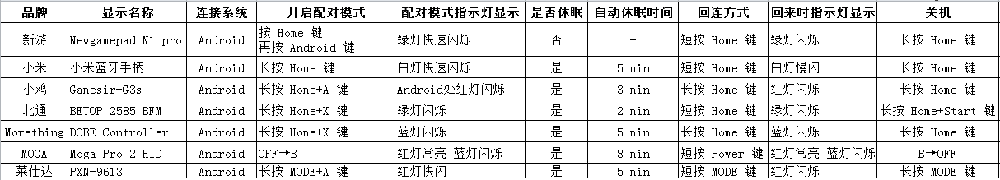 品牌 显示名称 连接系统 开启配对模式 配对模式指示灯显示 是否休眠 自动休眠时间 回连方式 回来时指示灯显示 关机
新游 Newgamepad N1 pro Android 按 Home 键 再按 Android 键 绿灯快速闪烁 否 - 短按 Home 键 绿灯闪烁 长按 Home 键
小米 小米蓝牙手柄 Android 长按 Home 键 白灯快速闪烁 是 5 min 短按 Home 键 白灯慢闪 长按 Home 键
小鸡 Gamesir-G3s Android 长按 Home+A 键 Android处红灯闪烁 是 3 min 长按 Home 键 红灯闪烁 长按 Home 键
北通 BETOP 2585 BFM Android 长按 Home+X 键 绿灯闪烁 是 2 min 短按 Home 键 绿灯闪烁 长按 Home+Start 键
Morething DOBE Controller Android 长按 Home+X 键 蓝灯闪烁 是 5 min 长按 Home 键 蓝灯闪烁 长按 Home 键
MOGA Moga Pro 2 HID Android OFF→B 红灯常亮 蓝灯闪烁 是 8 min 短按 Power 键 红灯常亮 蓝灯闪烁 B→OFF
莱仕达 PXN-9613 Android 长按 MODE+A 键 红灯快闪 是 5 min 短按 MODE 键 红灯闪烁 长按 MODE 键